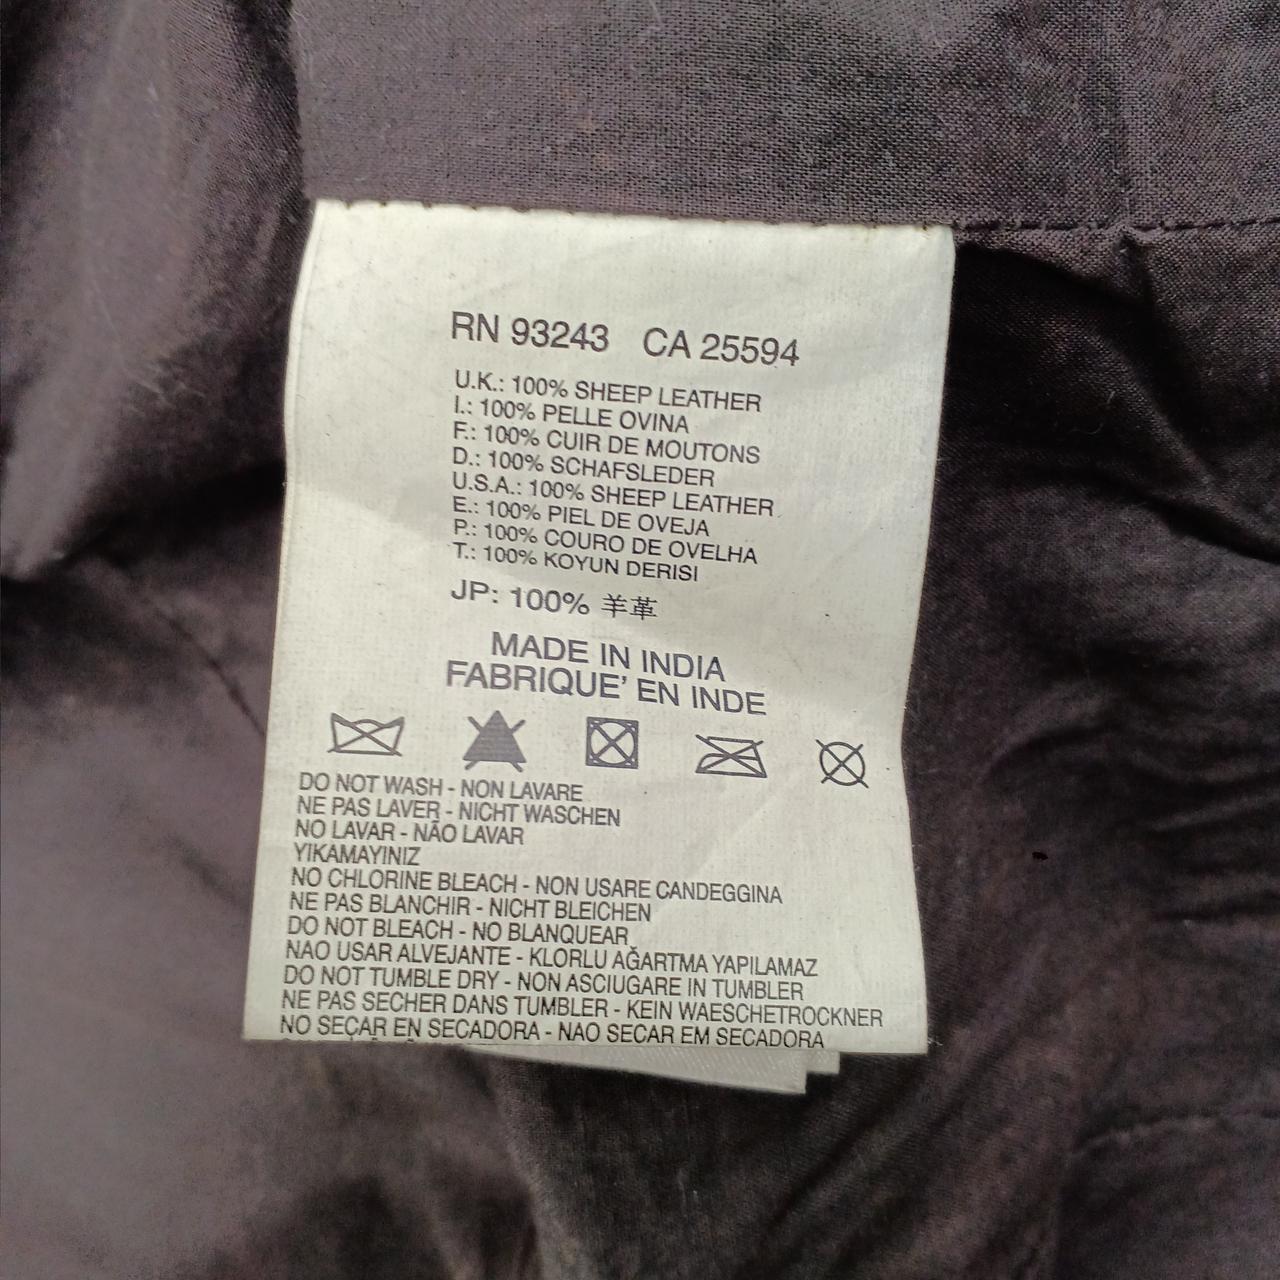 RN 93243 CA 25594
U.K.: 100% SHEEP LEATHER
I.: 100% PELLE OVINA
F.: 100% CUIR DE MOUTONS
D.: 100% SCHAFSLEDER
U.S.A.: 100% SHEEP LEATHER
E.: 100% PIEL DE OVEJA
P.: 100% COURO DE OVELHA
T.: 100% KOYUN DERISI
JP: 100% 羊革
MADE IN INDIA
FABRIQUE' EN INDE
DO NOT WASH - NON LAVARE
NE PAS LAVER - NICHT WASCHEN
NO LAVAR - NÃO LAVAR
YIKAMAYINIZ
NO CHLORINE BLEACH - NON USARE CANDEGGINA
NE PAS BLANCHIR - NICHT BLEICHEN
DO NOT BLEACH - NO BLANQUEAR
NAO USAR ALVEJANTE - KLORLU AĞARTMA YAPILAMAZ
DO NOT TUMBLE DRY - NON ASCIUGARE IN TUMBLER
NE PAS SECHER DANS TUMBLER - KEIN WAESCHETROCKNER
NO SECAR EN SECADORA - NAO SECAR EM SECADORA